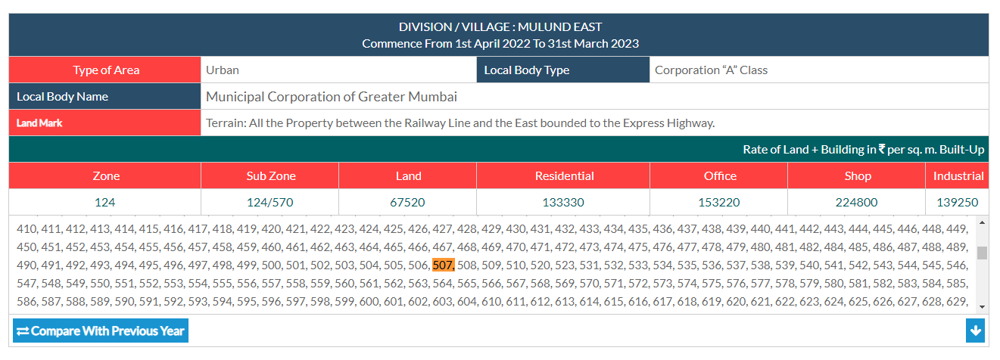 DIVISION / VILLAGE : MULUND EAST
Commence From 1st April 2022 To 31st March 2023
Type of Area Urban Local Body Type Corporation “A” Class
Local Body Name Municipal Corporation of Greater Mumbai
Land Mark Terrain: All the Property between the Railway Line and the East bounded to the Express Highway.
Rate of Land + Building in ₹ per sq. m. Built-Up
Zone Sub Zone Land Residential Office Shop Industrial
124 124/570 67520 133330 153220 224800 139250
410, 411, 412, 413, 414, 415, 416, 417, 418, 419, 420, 421, 422, 423, 424, 425, 426, 427, 428, 429, 430, 431, 432, 433, 434, 435, 436, 437, 438, 439, 440, 441, 442, 443, 444, 445, 446, 448, 449,
450, 451, 452, 453, 454, 455, 456, 457, 458, 459, 460, 461, 462, 463, 464, 465, 466, 467, 468, 469, 470, 471, 472, 473, 474, 475, 476, 477, 478, 479, 480, 481, 482, 484, 485, 486, 487, 488, 489,
490, 491, 492, 493, 494, 495, 496, 497, 498, 499, 500, 501, 502, 503, 504, 505, 506, 507, 508, 509, 510, 520, 523, 531, 532, 533, 534, 535, 536, 537, 538, 539, 540, 541, 542, 543, 544, 545, 546,
547, 548, 549, 550, 551, 552, 553, 554, 555, 556, 557, 558, 559, 560, 561, 562, 563, 564, 565, 566, 567, 568, 569, 570, 571, 572, 573, 574, 575, 576, 577, 578, 579, 580, 581, 582, 583, 584, 585,
586, 587, 588, 589, 590, 591, 592, 593, 594, 595, 596, 597, 598, 599, 600, 601, 602, 603, 604, 610, 611, 612, 613, 614, 615, 616, 617, 618, 619, 620, 621, 622, 623, 624, 625, 626, 627, 628, 629,
Compare With Previous Year